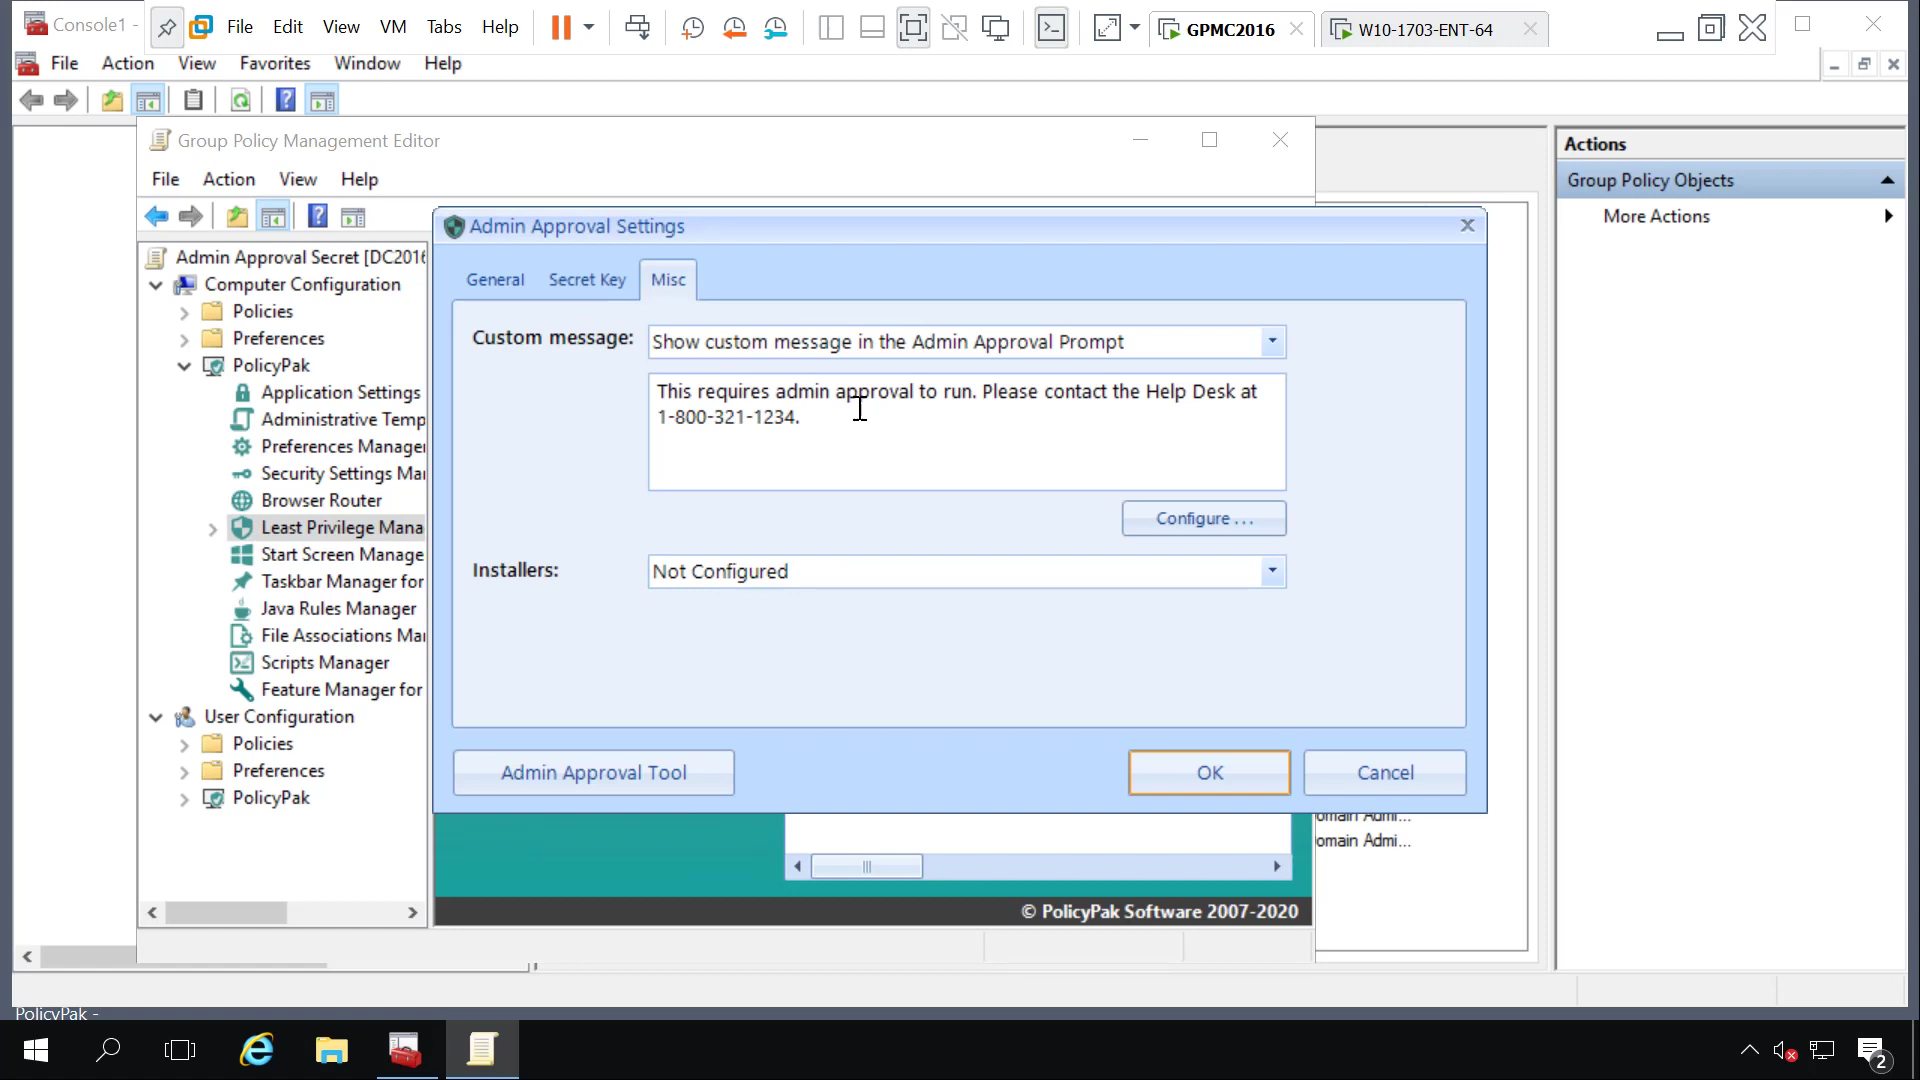 Console1 -
File
Edit
View
VM
Tabs
Help
GPMC2016
W10-1703-ENT-64
File
Action
View
Favorites
Window
Help
Group Policy Management Editor
File
Action
View
Help
Admin Approval Secret [DC2016
Computer Configuration
Policies
Preferences
PolicyPak
Application Settings
Administrative Temp
Preferences Manager
Security Settings Ma
Browser Router
Least Privilege Mana
Start Screen Manage
Taskbar Manager for
Java Rules Manager
File Associations Ma
Scripts Manager
Feature Manager for
User Configuration
Policies
Preferences
PolicyPak
Admin Approval Settings
General
Secret Key
Misc
Custom message:
Show custom message in the Admin Approval Prompt
This requires admin approval to run. Please contact the Help Desk at
1-800-321-1234.
Configure ...
Installers:
Not Configured
Admin Approval Tool
OK
Cancel
omain Admi...
omain Admi...
© PolicyPak Software 2007-2020
Actions
Group Policy Objects
More Actions
PolicyPak -
2